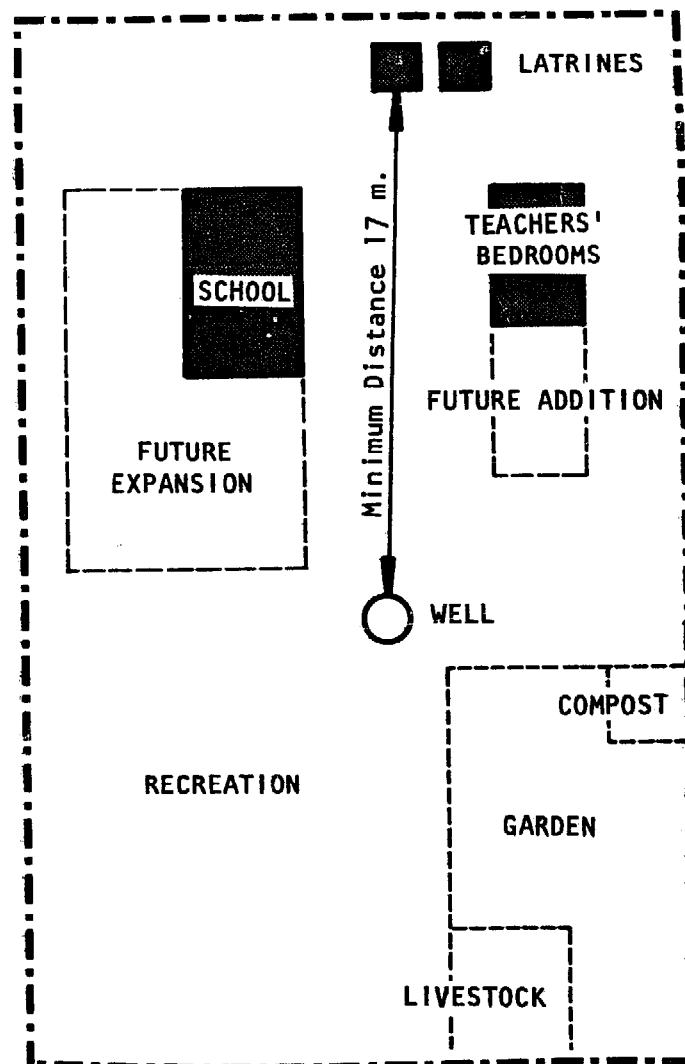 LATRINES
Minimum Distance 17 m.
TEACHERS'
BEDROOMS
SCHOOL
FUTURE ADDITION
FUTURE
EXPANSION
WELL
COMPOST
RECREATION
GARDEN
LIVESTOCK